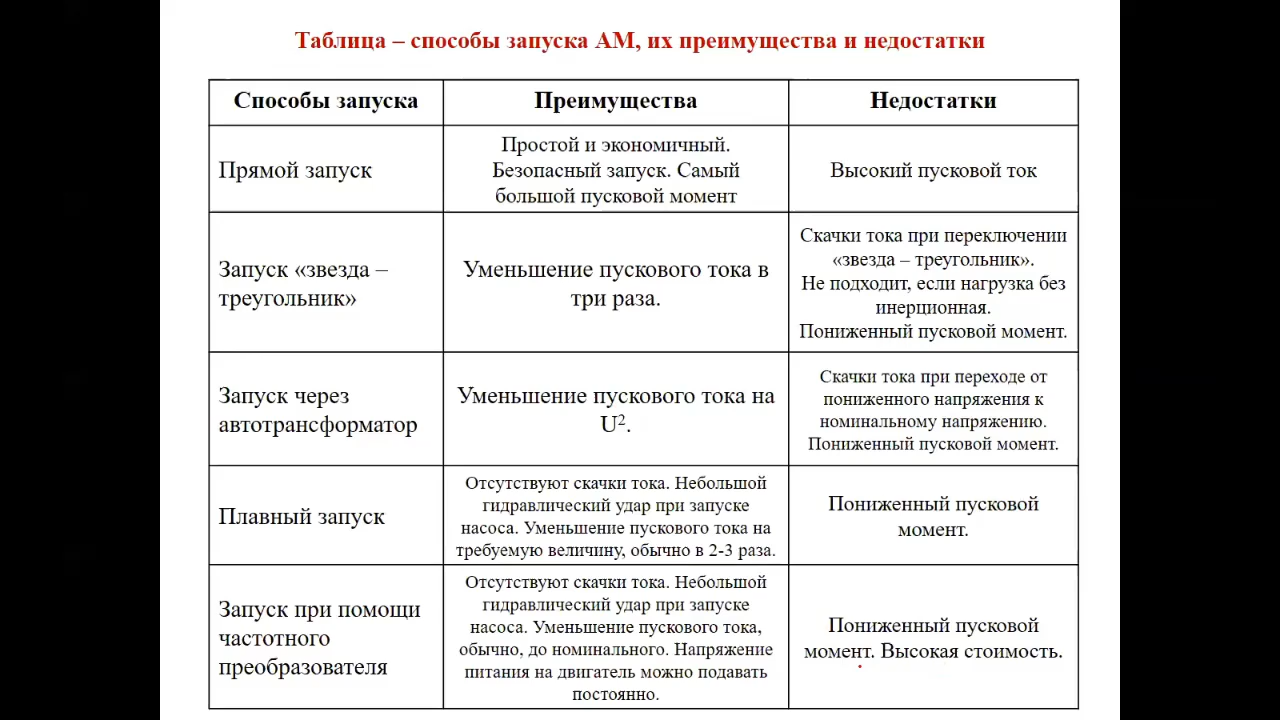 Таблица – способы запуска АМ, их преимущества и недостатки
Способы запуска
Преимущества
Недостатки
Прямой запуск
Простой и экономичный.
Безопасный запуск. Самый
большой пусковой момент
Высокий пусковой ток
Запуск «звезда –
треугольник»
Уменьшение пускового тока в
три раза.
Скачки тока при переключении
«звезда – треугольник».
Не подходит, если нагрузка без
инерционная.
Пониженный пусковой момент.
Запуск через
автотрансформатор
Уменьшение пускового тока на
U².
Скачки тока при переходе от
пониженного напряжения к
номинальному напряжению.
Пониженный пусковой момент.
Плавный запуск
Отсутствуют скачки тока. Небольшой
гидравлический удар при запуске
насоса. Уменьшение пускового тока на
требуемую величину, обычно в 2-3 раза.
Пониженный пусковой
момент.
Запуск при помощи
частотного
преобразователя
Отсутствуют скачки тока. Небольшой
гидравлический удар при запуске
насоса. Уменьшение пускового тока,
обычно, до номинального. Напряжение
питания на двигатель можно подавать
постоянно.
Пониженный пусковой
момент. Высокая стоимость.